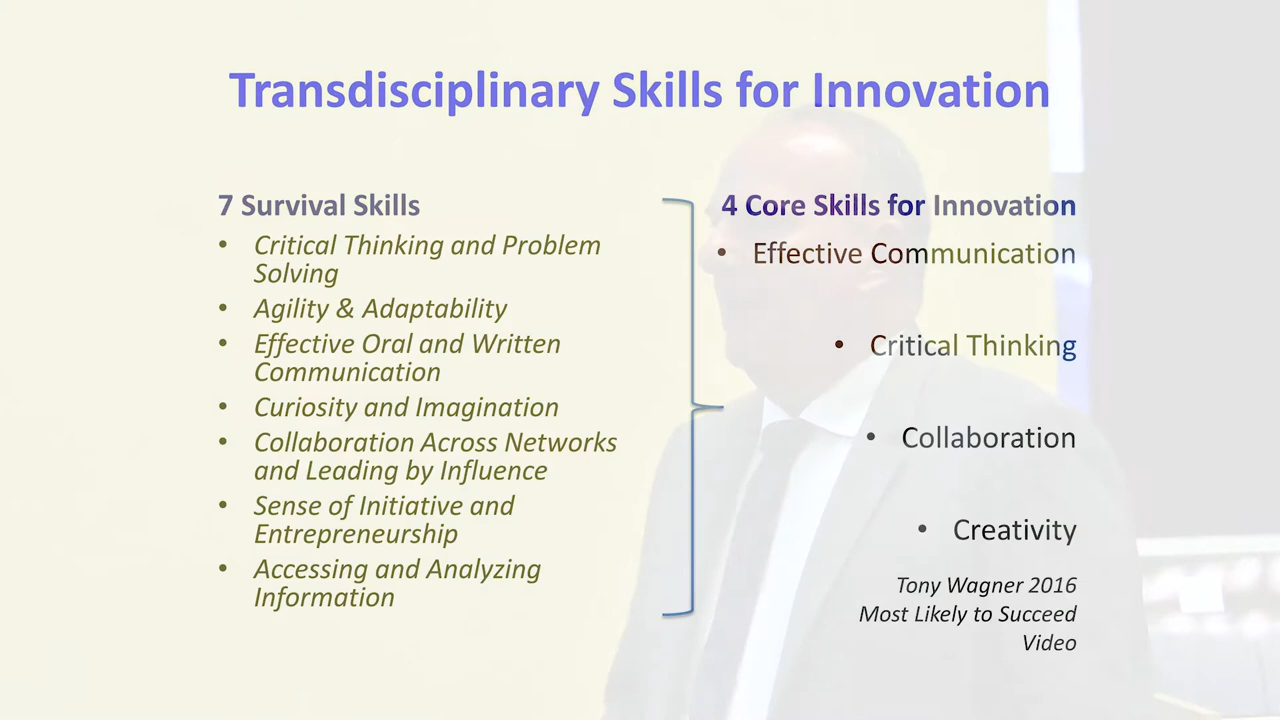 Transdisciplinary Skills for Innovation
7 Survival Skills
• Critical Thinking and Problem
Solving
• Agility & Adaptability
• Effective Oral and Written
Communication
• Curiosity and Imagination
• Collaboration Across Networks
and Leading by Influence
• Sense of Initiative and
Entrepreneurship
• Accessing and Analyzing
Information
4 Core Skills for Innovation
• Effective Communication
• Critical Thinking
• Collaboration
• Creativity
Tony Wagner 2016
Most Likely to Succeed
Video